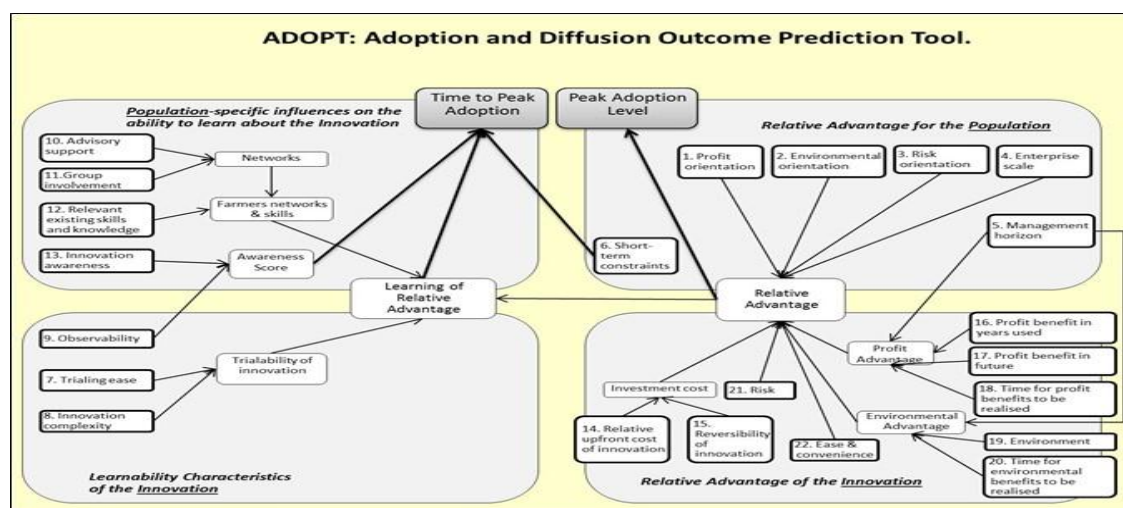 ADOPT: Adoption and Diffusion Outcome Prediction Tool.
Time to Peak
Adoption
Peak Adoption
Level
Population-specific influences on the
ability to learn about the Innovation
10. Advisory
support
Networks
11.Group
involvement
12. Relevant
existing skills
and knowledge
Farmers networks
& skills
13. Innovation
awareness
Awareness
Score
Relative Advantage for the Population
1. Profit
orientation
2. Environmental
orientation
3. Risk
orientation
4. Enterprise
scale
5. Management
horizon
6. Short-
term
constraints
Learning of
Relative
Advantage
Relative
Advantage
9. Observability
7. Trialing ease
8. Innovation
complexity
Trialability of
innovation
Learnability Characteristics
of the Innovation
Profit
Advantage
16. Profit benefit in
years used
17. Profit benefit in
future
18. Time for profit
benefits to be
realised
Investment cost
21. Risk
Environmental
Advantage
14. Relative
upfront cost
of innovation
15.
Reversibility
of
innovation
22. Ease &
convenience
19. Environment
20. Time for
environmental
benefits to be
realised
Relative Advantage of the Innovation